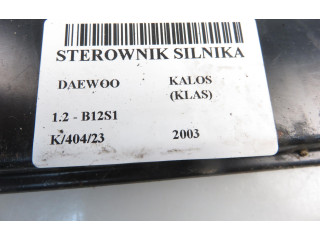 STEROWNIK SILNIKA
DAEWOO KALOS
(KLAS)
1.2 - B12S1
K/404/23 2003